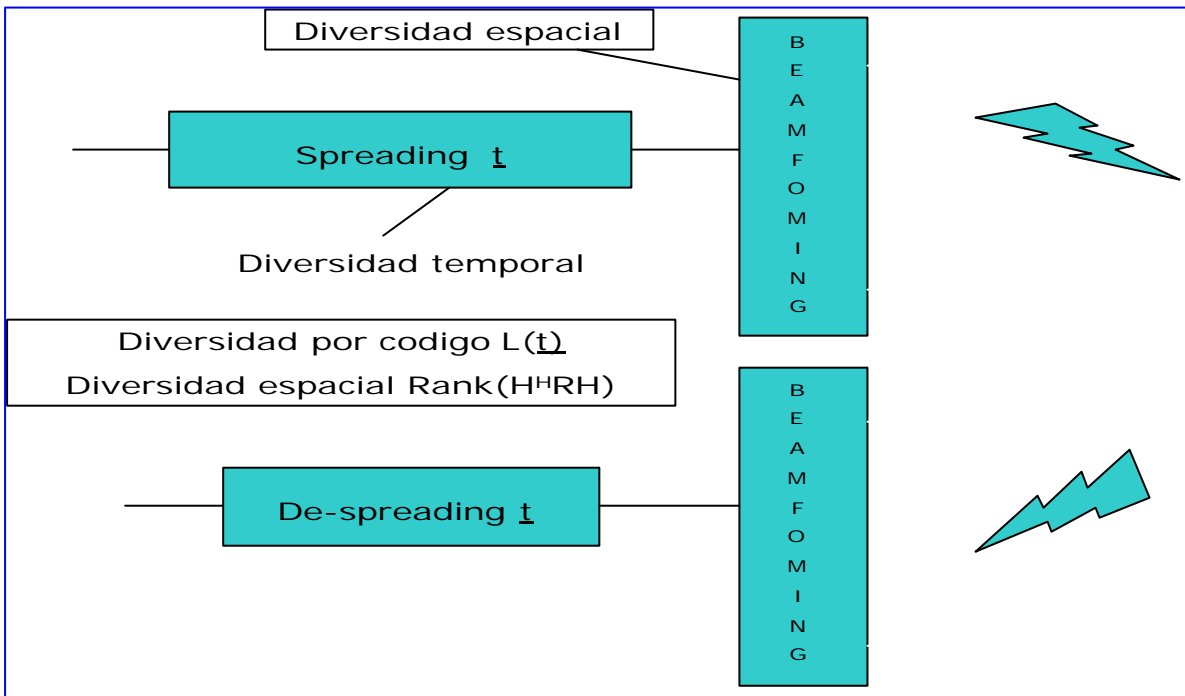 Diversidad espacial
Spreading t
Diversidad temporal
B
E
A
M
F
O
M
I
N
G
Diversidad por codigo L(t)
Diversidad espacial Rank(HᴴRH)
De-spreading t
B
E
A
M
F
O
M
I
N
G